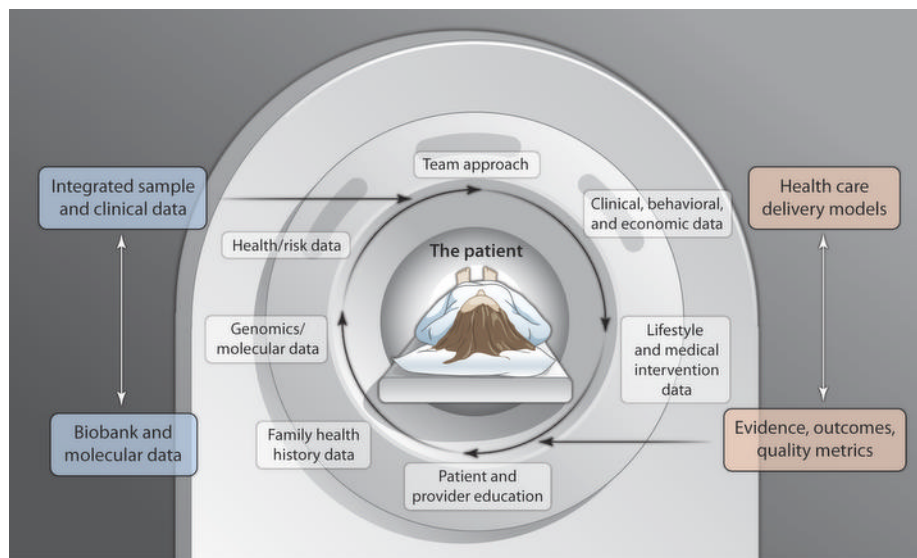 Team approach
Integrated sample
and clinical data
Clinical, behavioral,
and economic data
Health care
delivery models
Health/risk data
The patient
Genomics/
molecular data
Lifestyle
and medical
intervention
data
Biobank and
molecular data
Family health
history data
Evidence, outcomes,
quality metrics
Patient and
provider education